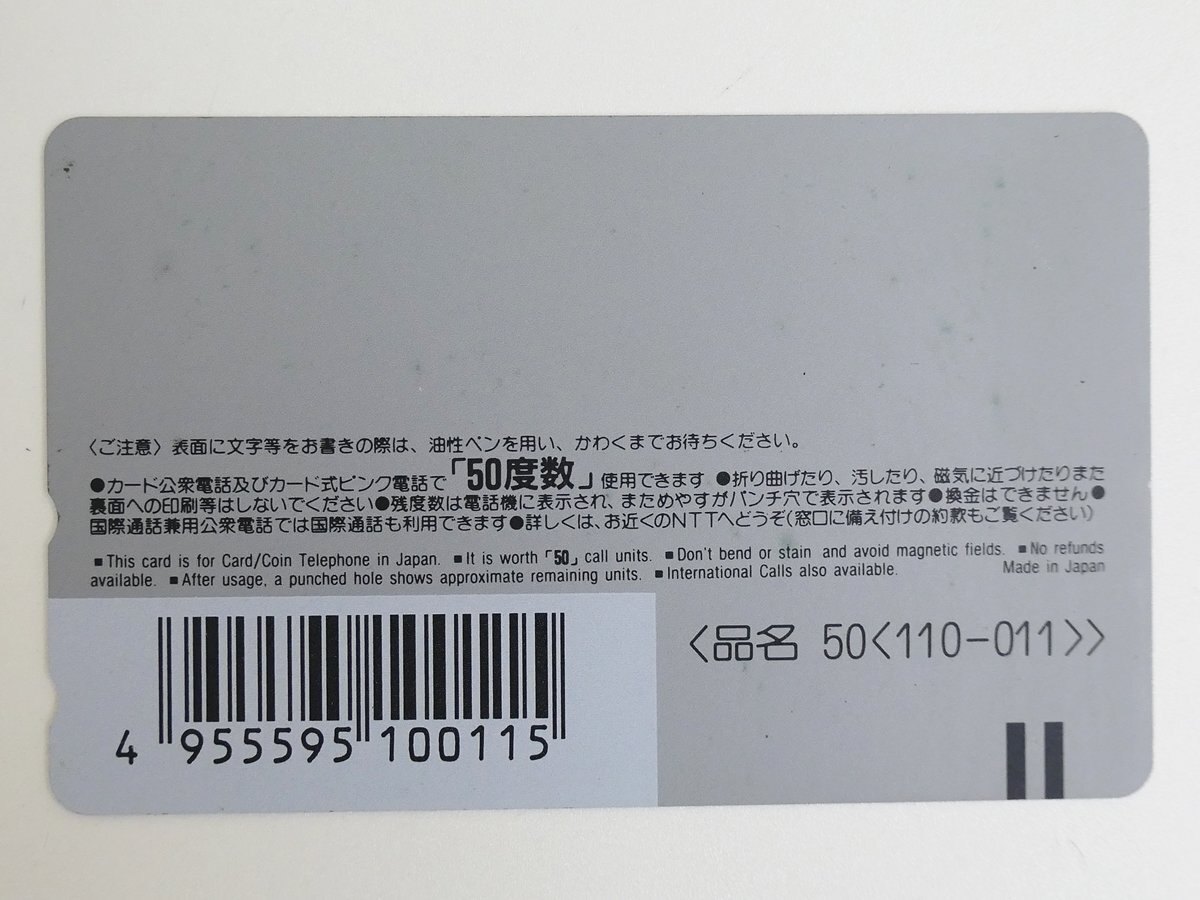 〈ご注意〉表面に文字等をお書きの際は、油性ペンを用い、かわくまでお待ちください。
●カード公衆電話及びカード式ピンク電話で「50度数」使用できます ●折り曲げたり、汚したり、磁気に近づけたりまた
裏面への印刷等はしないでください●残度数は電話機に表示され、まためやすがパンチ穴で表示されます●換金はできません●
国際通話兼用公衆電話では国際通話も利用できます●詳しくは、お近くのNTTへどうぞ(窓口に備え付けの約款もご覧ください)
■This card is for Card/Coin Telephone in Japan. ■It is worth「50」call units. ■Don't bend or stain and avoid magnetic fields. ■No refunds
available. ■After usage, a punched hole shows approximate remaining units. ■International Calls also available. Made in Japan
〈品名 50〈110-011〉〉
4 955595 100115